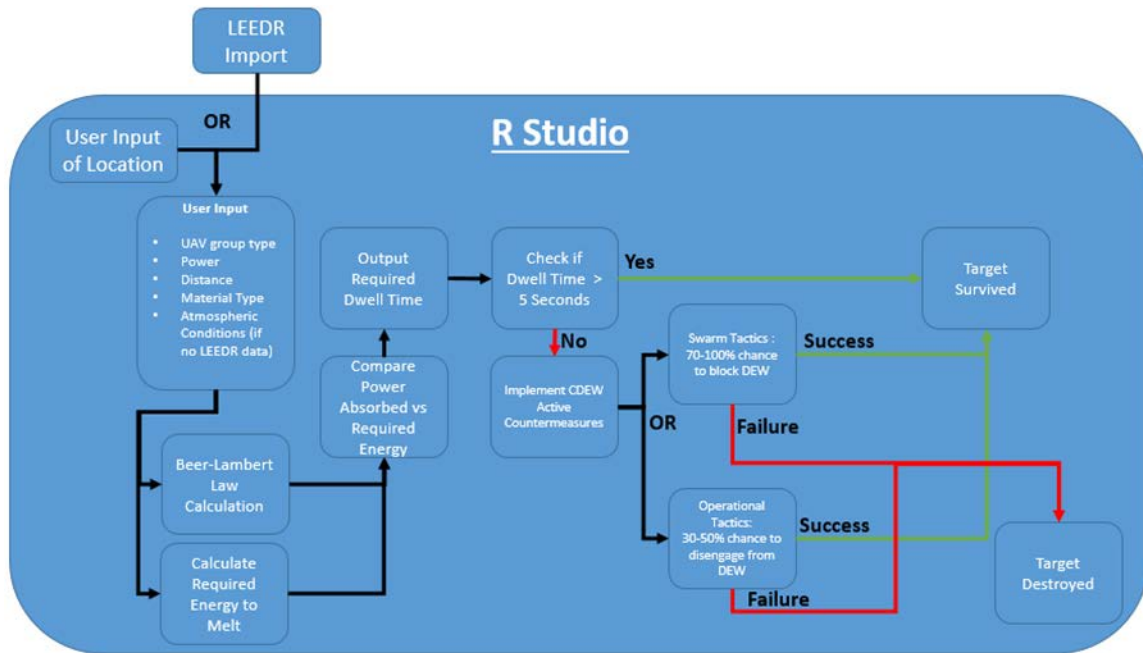 LEEDR
Import
OR
R Studio
User Input
of Location
User Input
• UAV group type
• Power
• Distance
• Material Type
• Atmospheric
Conditions (if
no LEEDR data)
Output
Required
Dwell Time
Check if
Dwell Time >
5 Seconds
Yes
Target
Survived
No
Compare
Power
Absorbed vs
Required
Energy
Implement CDEW
Active
Countermeasures
OR
Swarm Tactics :
70-100% chance
to block DEW
Success
Failure
Beer-Lambert
Law
Calculation
Operational
Tactics:
30-50% chance to
disengage from
DEW
Success
Failure
Calculate
Required
Energy to
Melt
Target
Destroyed